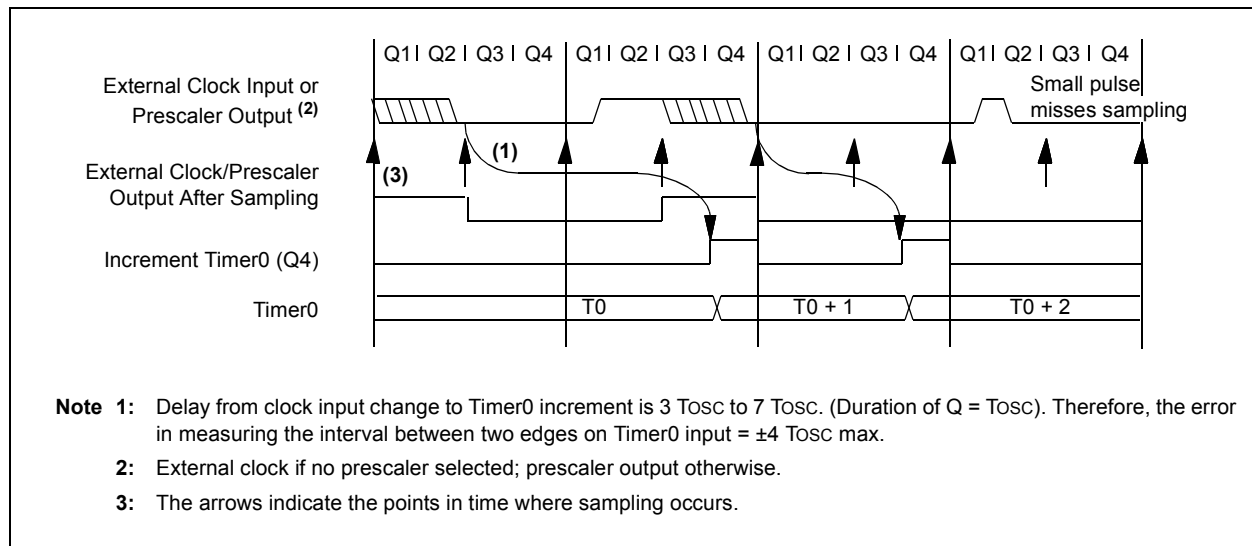 Q1 | Q2 | Q3 | Q4 Q1 | Q2 | Q3 | Q4 Q1 | Q2 | Q3 | Q4 Q1 | Q2 | Q3 | Q4
External Clock Input or
Prescaler Output (2)
Small pulse
misses sampling
(1)
External Clock/Prescaler
Output After Sampling
(3)
Increment Timer0 (Q4)
Timer0
T0 T0 + 1 T0 + 2
Note 1: Delay from clock input change to Timer0 increment is 3 TOSC to 7 TOSC. (Duration of Q = TOSC). Therefore, the error
in measuring the interval between two edges on Timer0 input = ±4 TOSC max.
2: External clock if no prescaler selected; prescaler output otherwise.
3: The arrows indicate the points in time where sampling occurs.